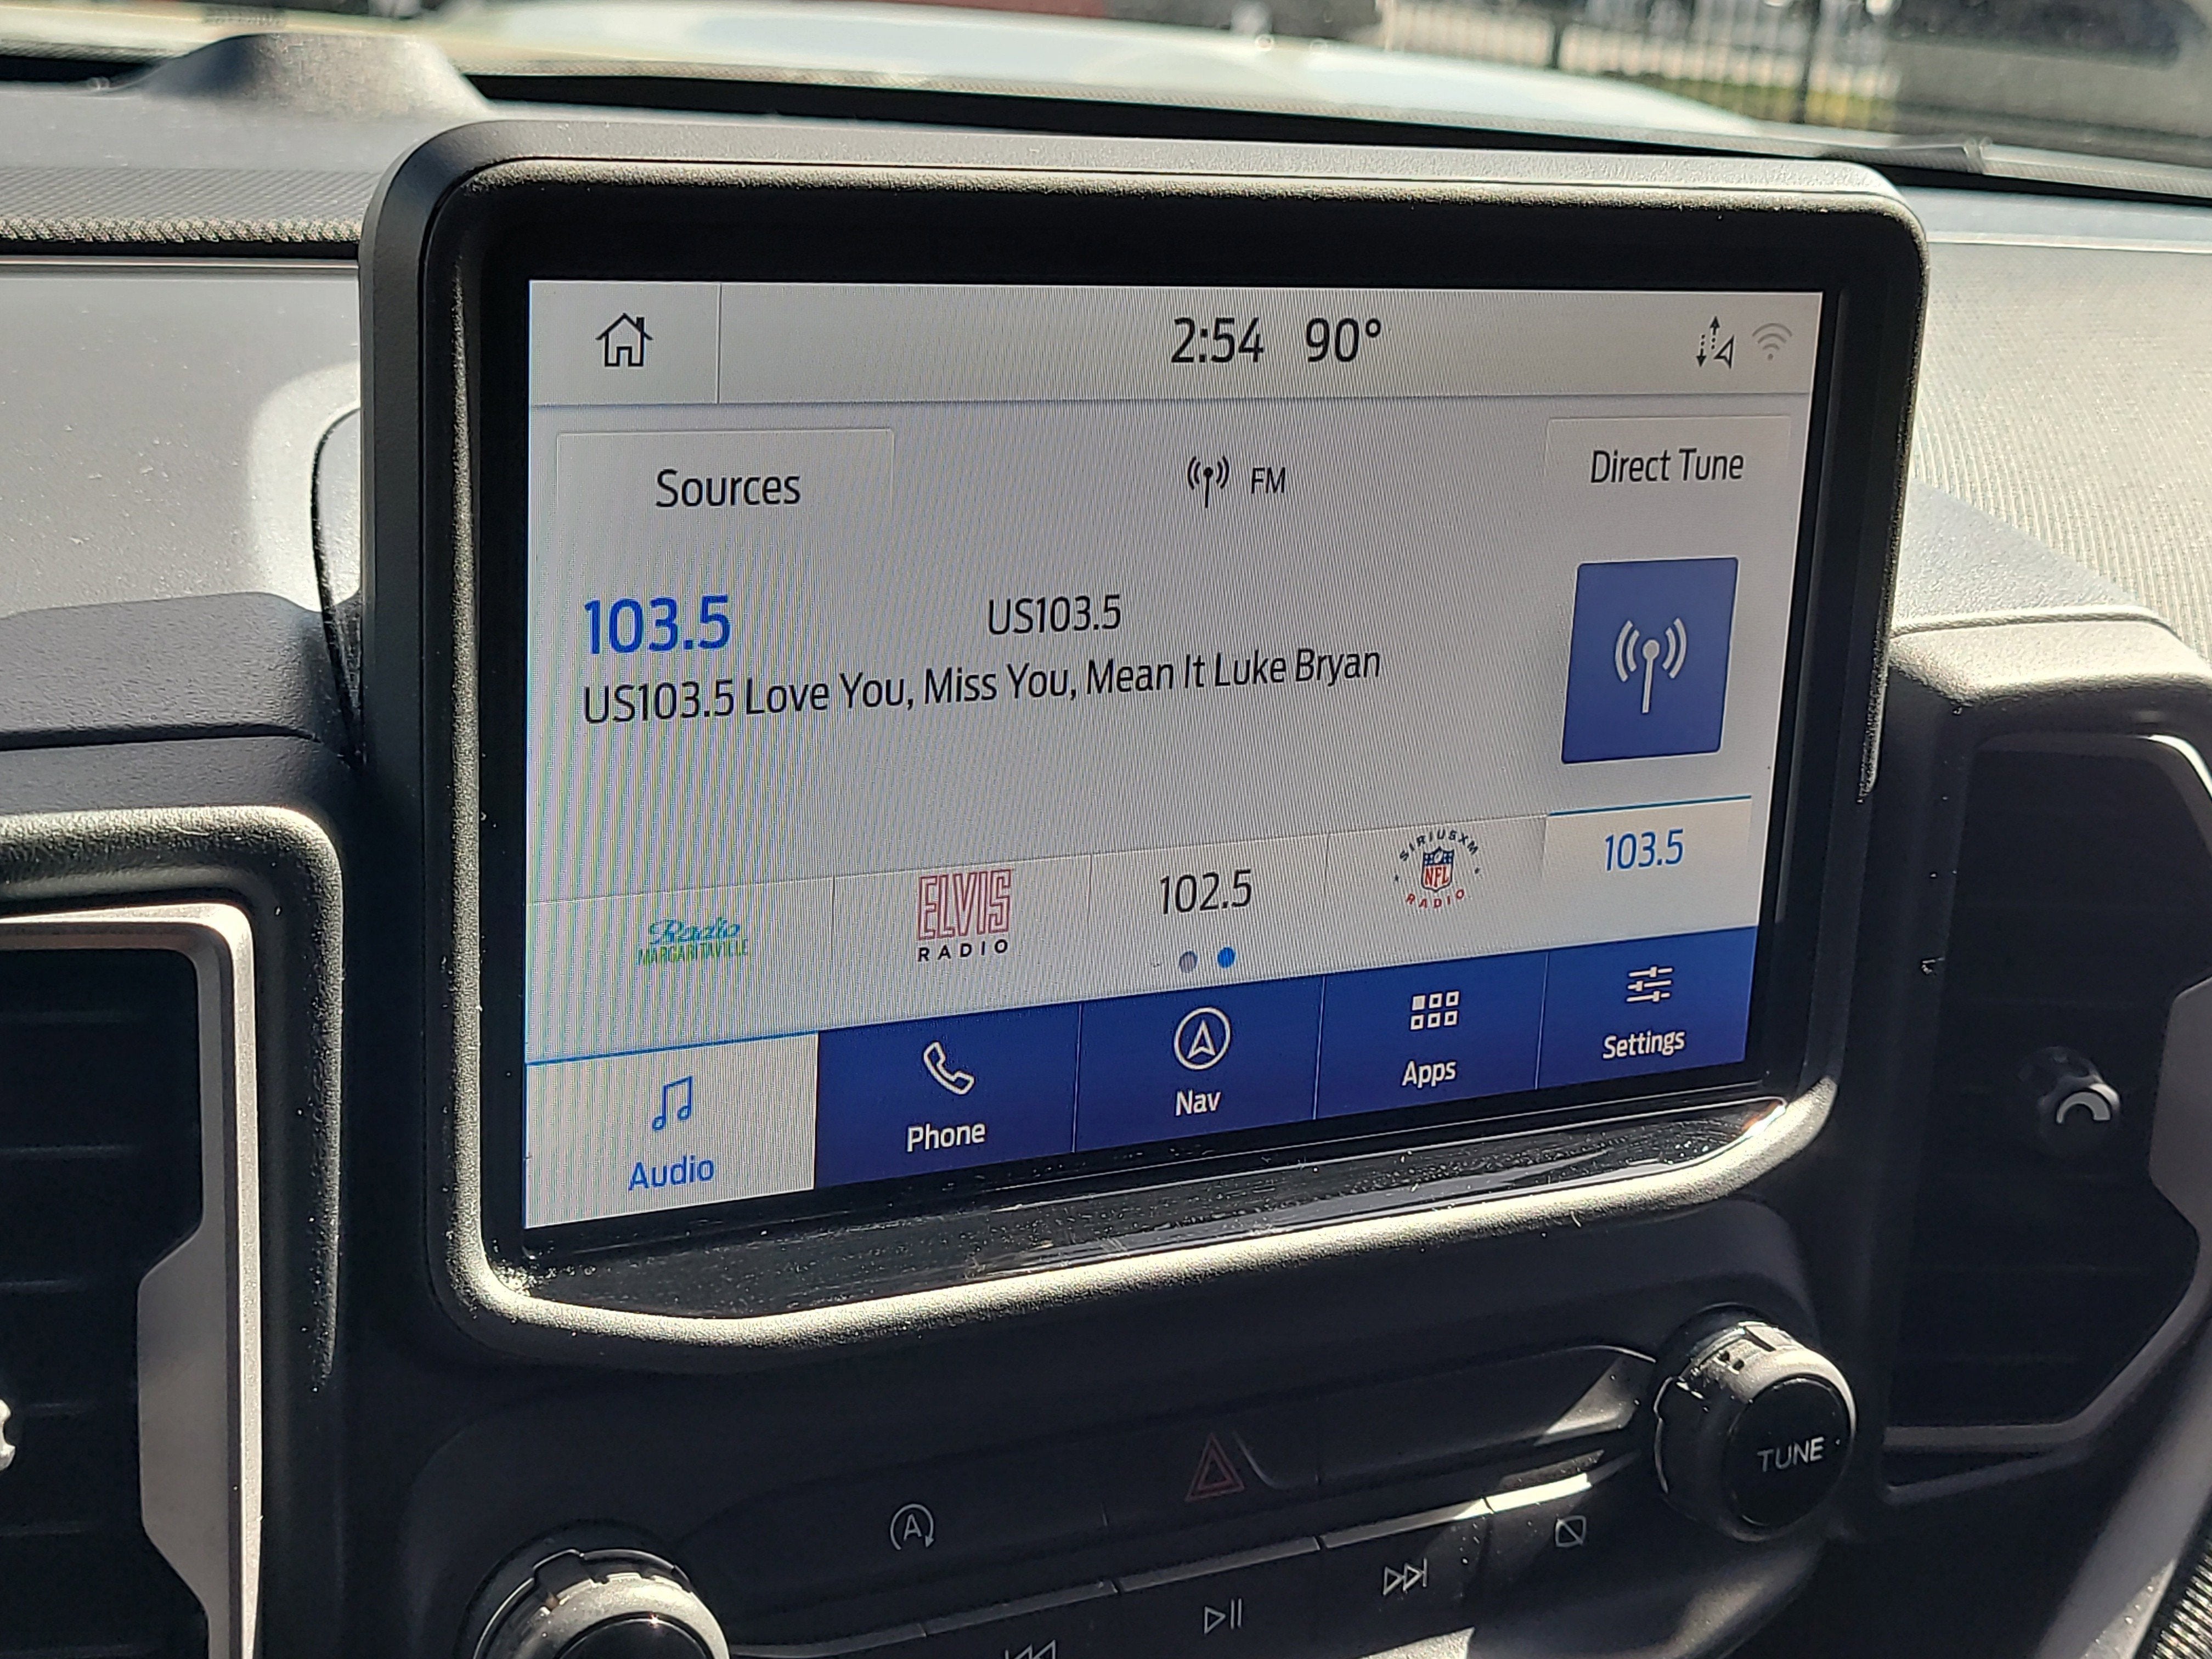 2:54 90°
Sources
FM
Direct Tune
103.5
US103.5
US103.5 Love You, Miss You, Mean It Luke Bryan
Radio
MARGARITAVILLE
ELVIS
RADIO
102.5
SIRIUSXM
NFL
RADIO
103.5
Audio
Phone
Nav
Apps
Settings
TUNE
A